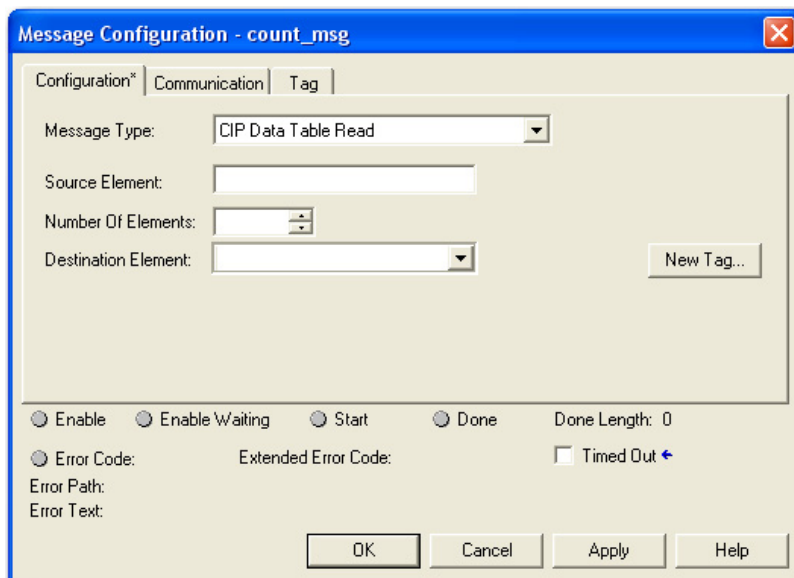 Message Configuration - count_msg
Configuration* Communication Tag
Message Type: CIP Data Table Read
Source Element:
Number Of Elements:
Destination Element: New Tag...
Enable Enable Waiting Start Done Done Length: 0
Error Code: Extended Error Code: Timed Out
Error Path:
Error Text:
OK Cancel Apply Help